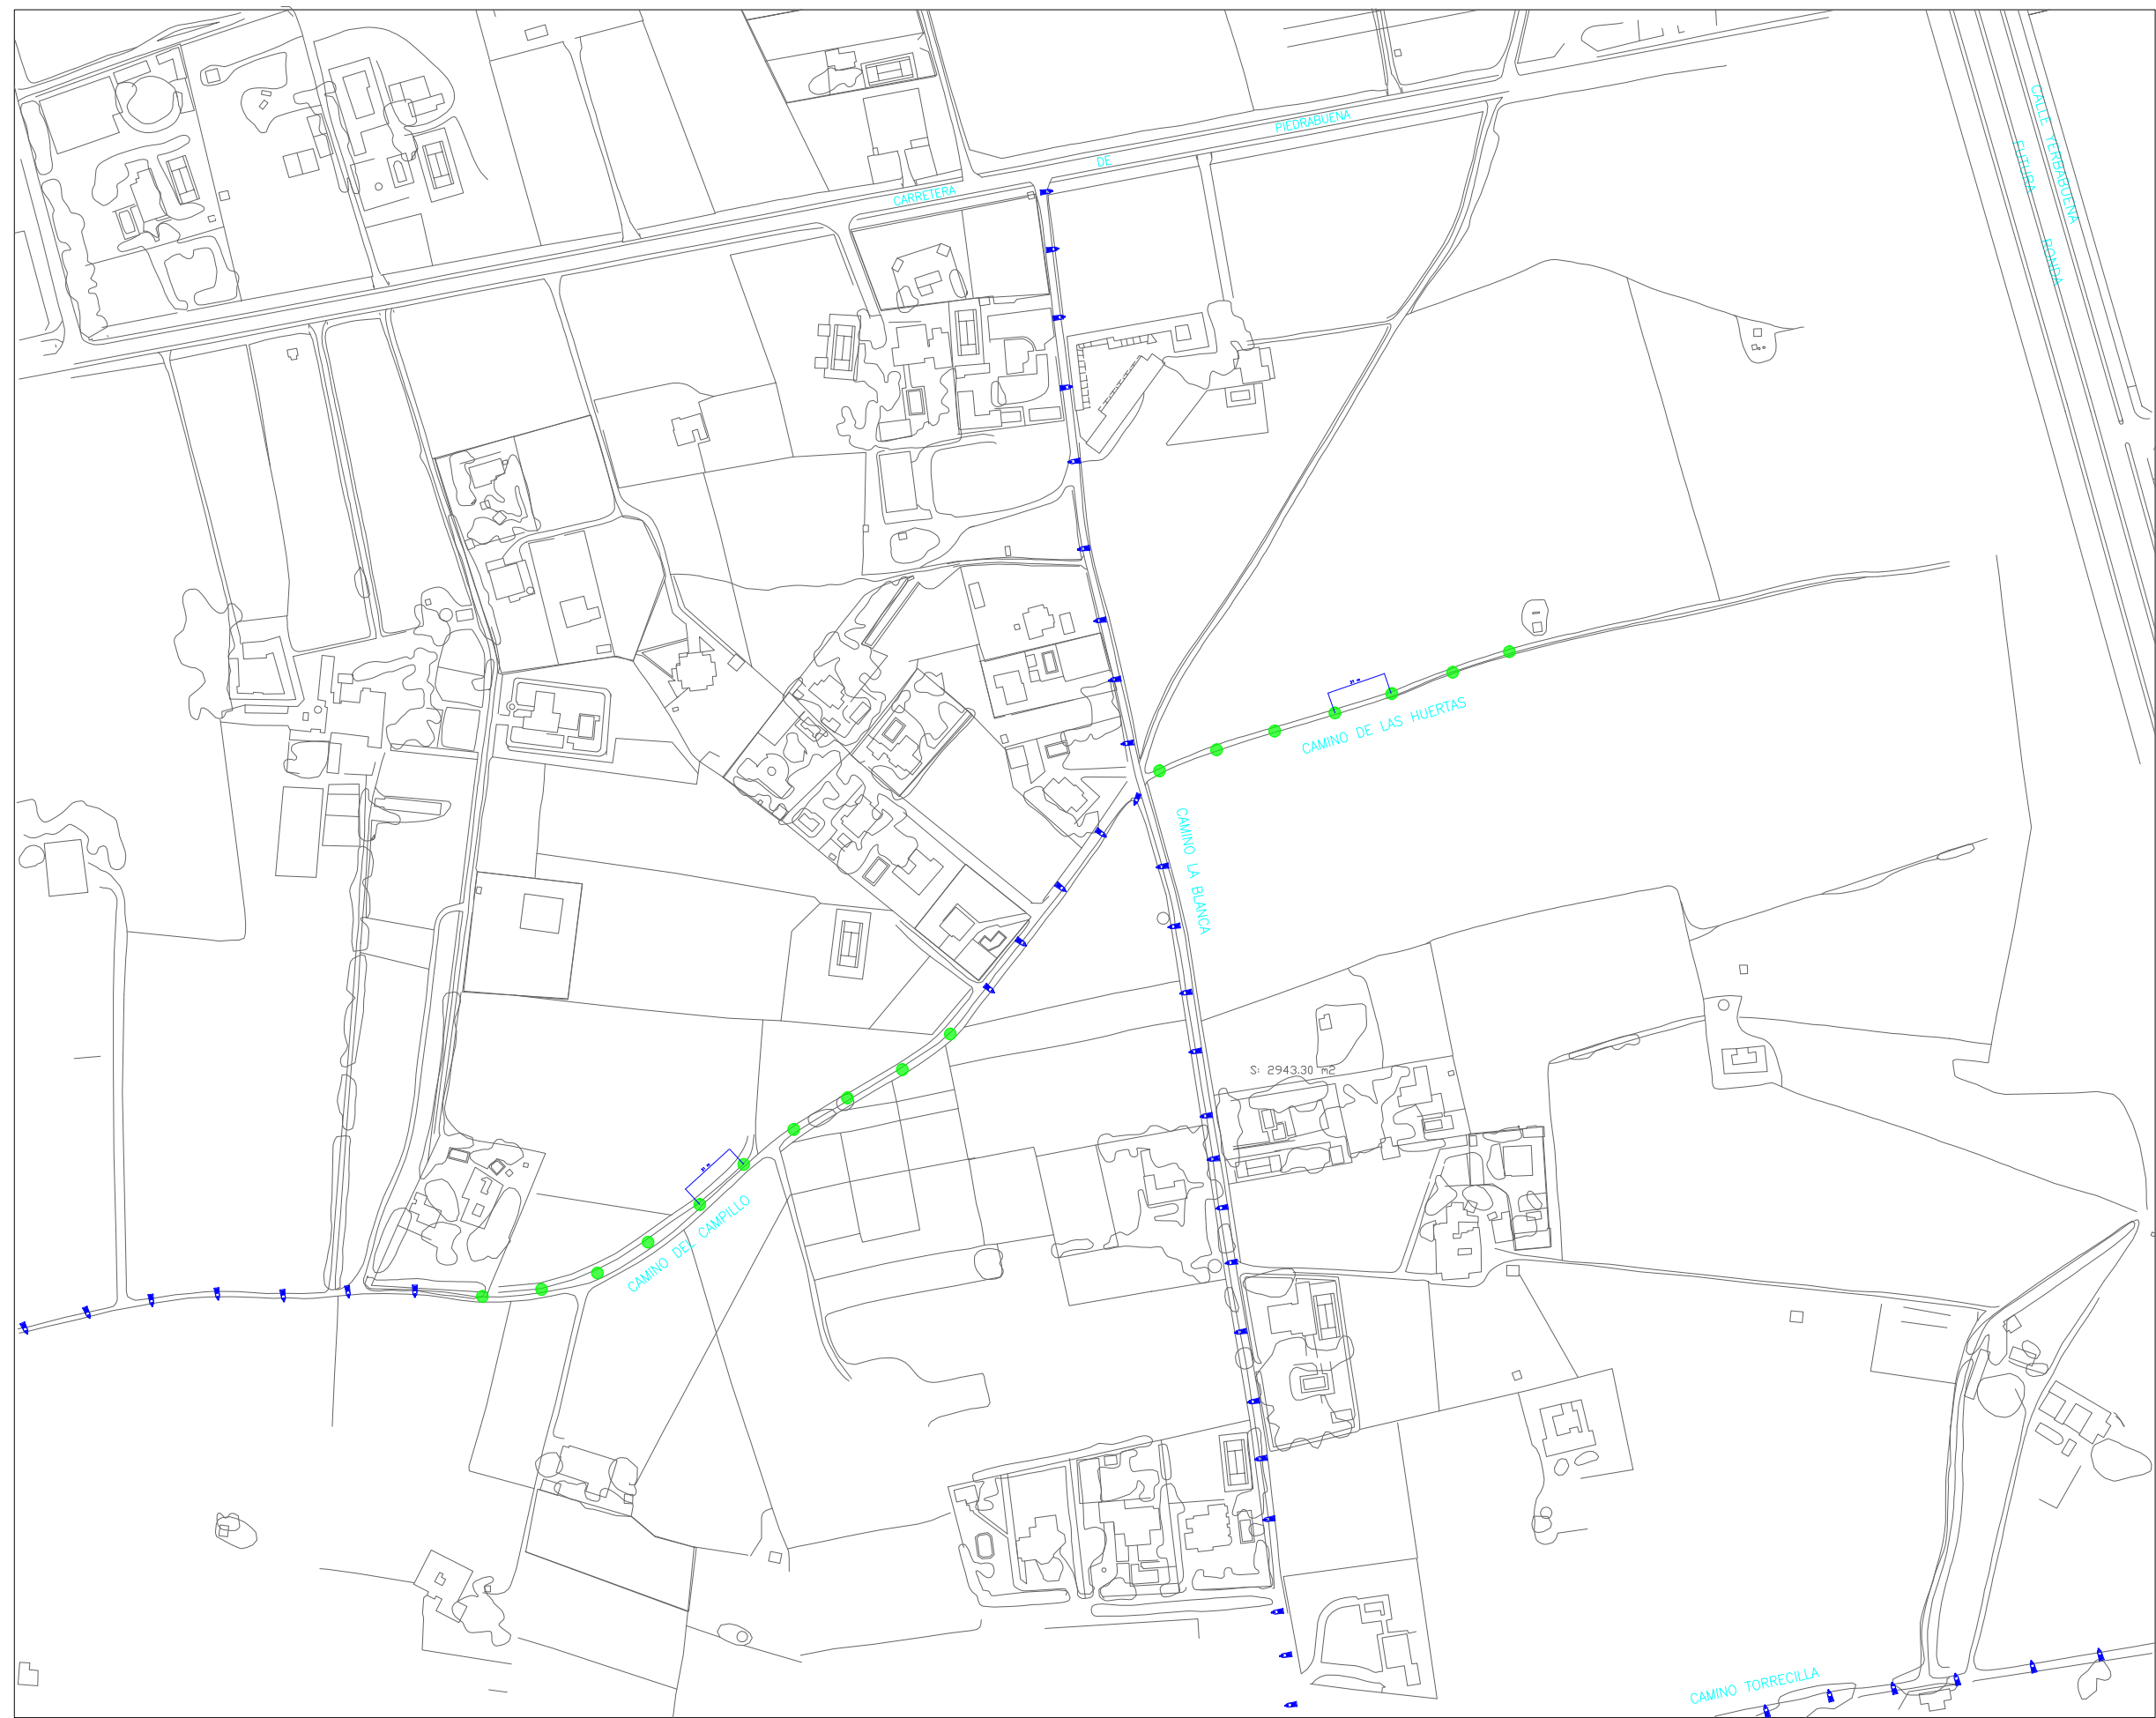 CALLE YERBABUENA
FUTURA
RONDA
PIEDRABUENA
DE
CARRETERA
CAMINO DE LAS HUERTAS
CAMINO LA BLANCA
S: 2943.30 m2
CAMINO DEL CAMPILLO
CAMINO TORRECILLA